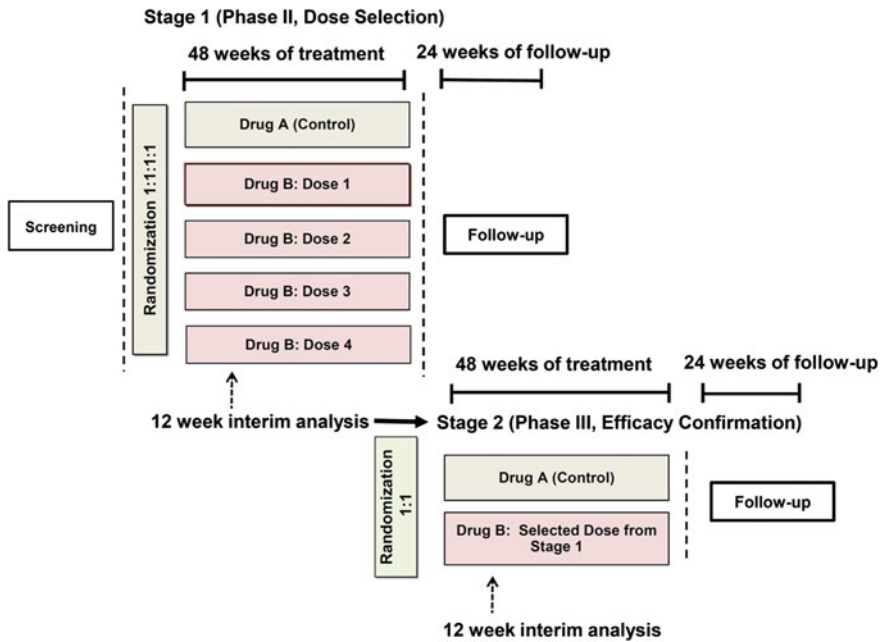 Stage 1 (Phase II, Dose Selection)
48 weeks of treatment
24 weeks of follow-up
Screening
Randomization 1:1:1:1
Drug A (Control)
Drug B: Dose 1
Drug B: Dose 2
Drug B: Dose 3
Drug B: Dose 4
Follow-up
12 week interim analysis
48 weeks of treatment
24 weeks of follow-up
Stage 2 (Phase III, Efficacy Confirmation)
Randomization
1:1
Drug A (Control)
Drug B: Selected Dose from
Stage 1
Follow-up
12 week interim analysis